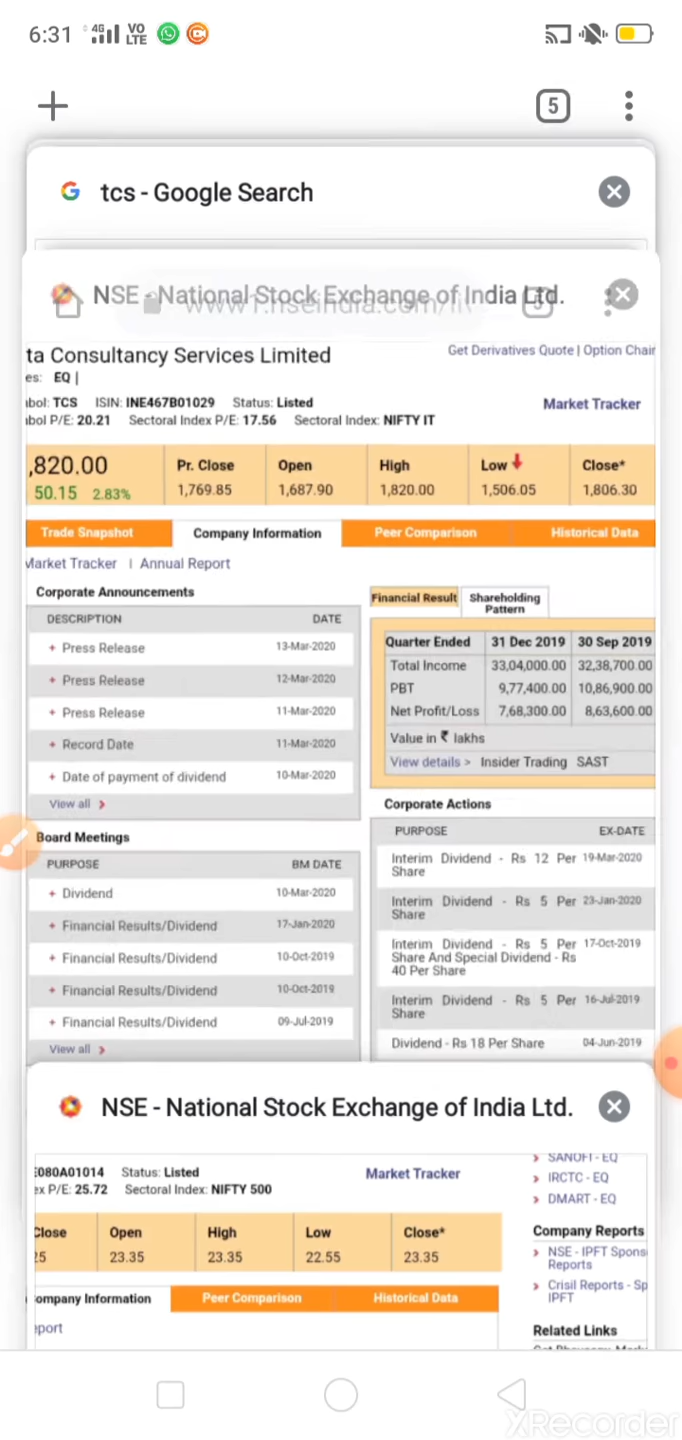 6:31 4G VO LTE
5
tcs - Google Search
NSE - National Stock Exchange of India Ltd.
www1.nseindia.com/li
ta Consultancy Services Limited
Get Derivatives Quote | Option Chain
es: EQ |
nbol: TCS ISIN: INE467B01029 Status: Listed
Market Tracker
nbol P/E: 20.21 Sectoral Index P/E: 17.56 Sectoral Index: NIFTY IT
,820.00 Pr. Close Open High Low Close*
50.15 2.83% 1,769.85 1,687.90 1,820.00 1,506.05 1,806.30
Trade Snapshot Company Information Peer Comparison Historical Data
Market Tracker | Annual Report
Corporate Announcements
DESCRIPTION DATE
+ Press Release 13-Mar-2020
+ Press Release 12-Mar-2020
+ Press Release 11-Mar-2020
+ Record Date 11-Mar-2020
+ Date of payment of dividend 10-Mar-2020
View all >
Board Meetings
PURPOSE BM DATE
+ Dividend 10-Mar-2020
+ Financial Results/Dividend 17-Jan-2020
+ Financial Results/Dividend 10-Oct-2019
+ Financial Results/Dividend 10-Oct-2019
+ Financial Results/Dividend 09-Jul-2019
View all >
Financial Result Shareholding
Pattern
Quarter Ended 31 Dec 2019 30 Sep 2019
Total Income 33,04,000.00 32,38,700.00
PBT 9,77,400.00 10,86,900.00
Net Profit/Loss 7,68,300.00 8,63,600.00
Value in ₹ lakhs
View details > Insider Trading SAST
Corporate Actions
PURPOSE EX-DATE
Interim Dividend - Rs 12 Per 19-Mar-2020
Share
Interim Dividend - Rs 5 Per 23-Jan-2020
Share
Interim Dividend - Rs 5 Per 17-Oct-2019
Share And Special Dividend - Rs
40 Per Share
Interim Dividend - Rs 5 Per 16-Jul-2019
Share
Dividend - Rs 18 Per Share 04-Jun-2019
NSE - National Stock Exchange of India Ltd.
E080A01014 Status: Listed
Market Tracker
ex P/E: 25.72 Sectoral Index: NIFTY 500
Close Open High Low Close*
25 23.35 23.35 22.55 23.35
ompany Information Peer Comparison Historical Data
eport
> SANOFI - EQ
> IRCTC - EQ
> DMART - EQ
Company Reports
> NSE - IPFT Spons
Reports
> Crisil Reports - Sp
IPFT
Related Links
XRecorder